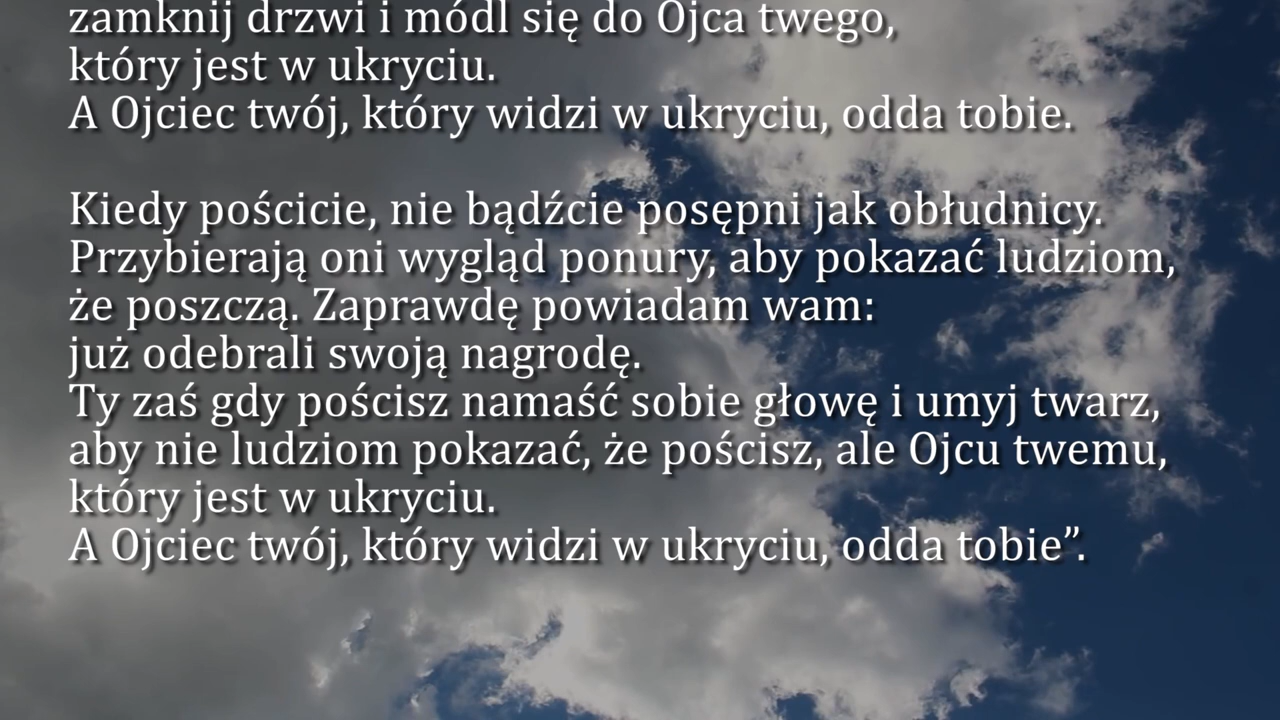 zamknij drzwi i módl się do Ojca twego,
który jest w ukryciu.
A Ojciec twój, który widzi w ukryciu, odda tobie.
Kiedy pościcie, nie bądźcie posępni jak obłudnicy.
Przybierają oni wygląd ponury, aby pokazać ludziom,
że poszczą. Zaprawdę powiadam wam:
już odebrali swoją nagrodę.
Ty zaś gdy pościsz namaść sobie głowę i umyj twarz,
aby nie ludziom pokazać, że pościsz, ale Ojcu twemu,
który jest w ukryciu.
A Ojciec twój, który widzi w ukryciu, odda tobie”.